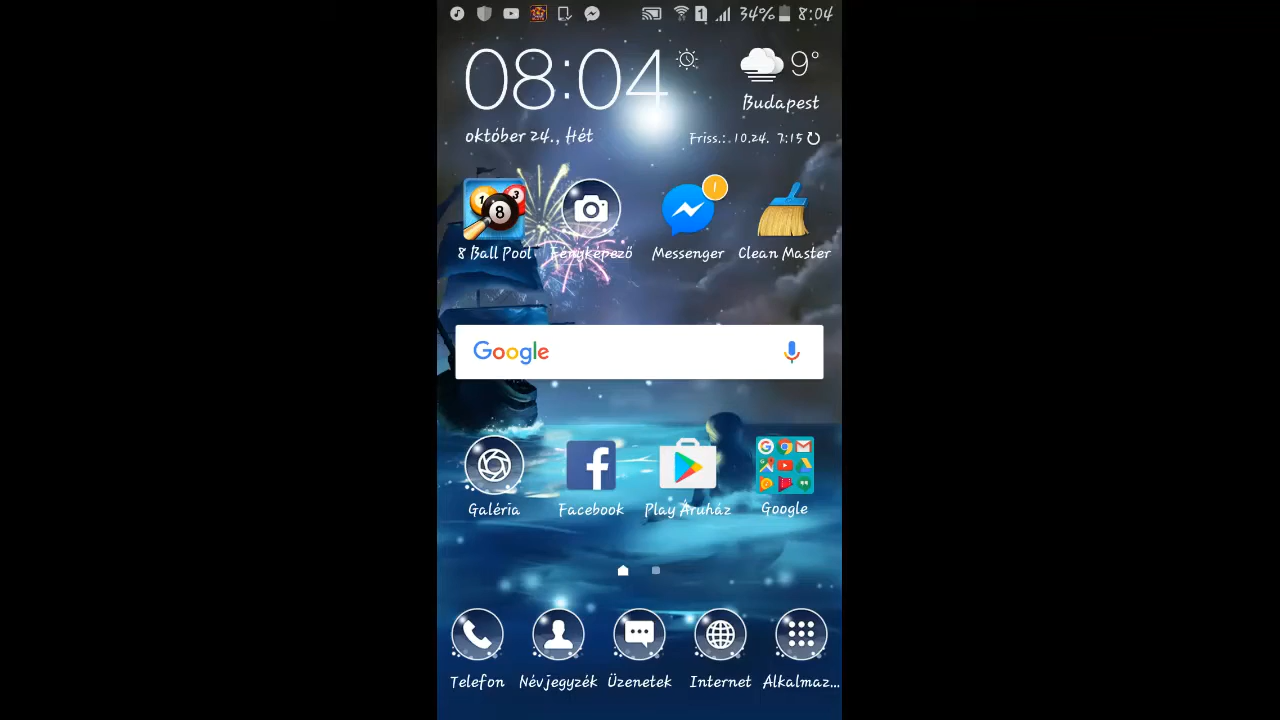 34% 8:04
08:04
9°
Budapest
október 24., Hét
Friss.: 10.24. 7:15
8 Ball Pool
Fényképező
1
Messenger
Clean Master
Google
Galéria
Facebook
Play Áruház
Google
Telefon
Névjegyzék
Üzenetek
Internet
Alkalmaz...